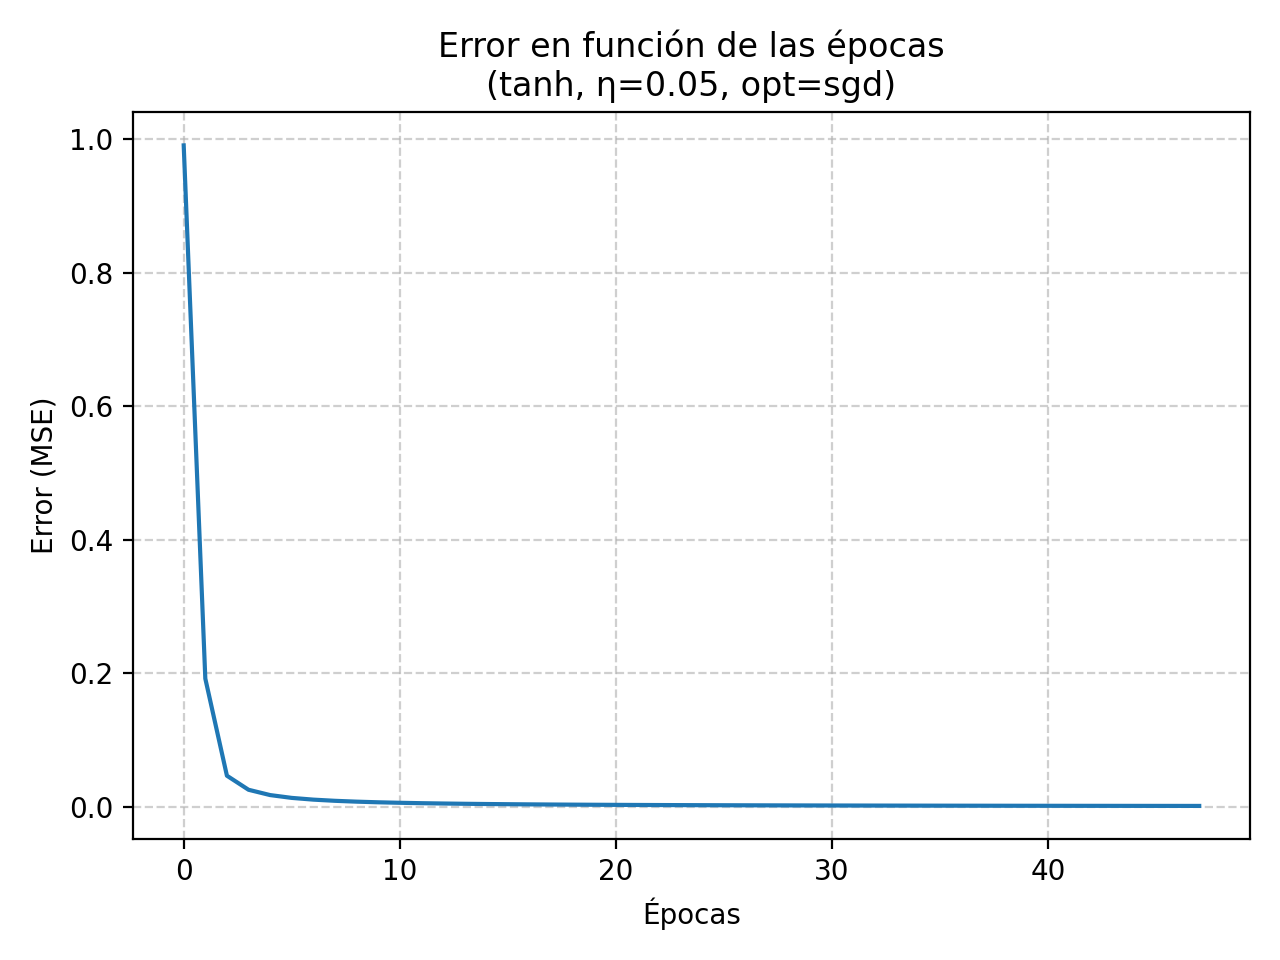 Error en función de las épocas
(tanh, η=0.05, opt=sgd)
1.0
0.8
0.6
0.4
0.2
0.0
Error (MSE)
0 10 20 30 40
Épocas